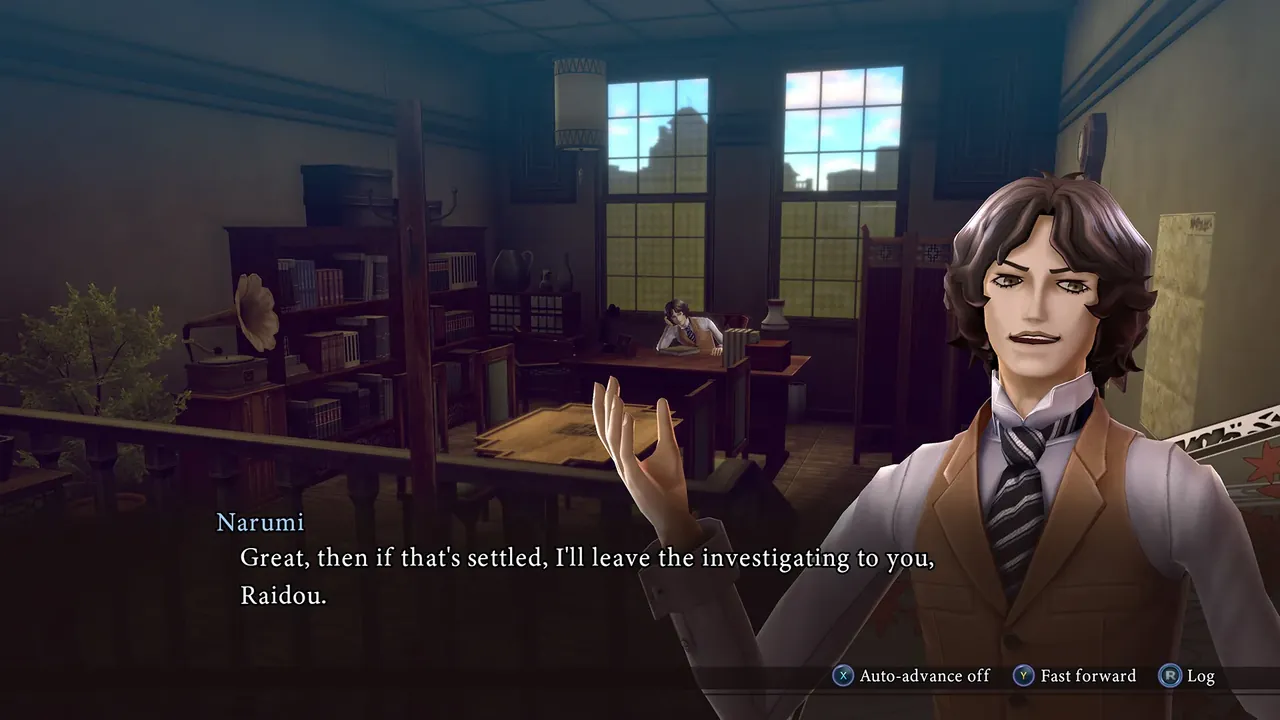 Narumi
Great, then if that's settled, I'll leave the investigating to you,
Raidou.
X Auto-advance off Y Fast forward R Log